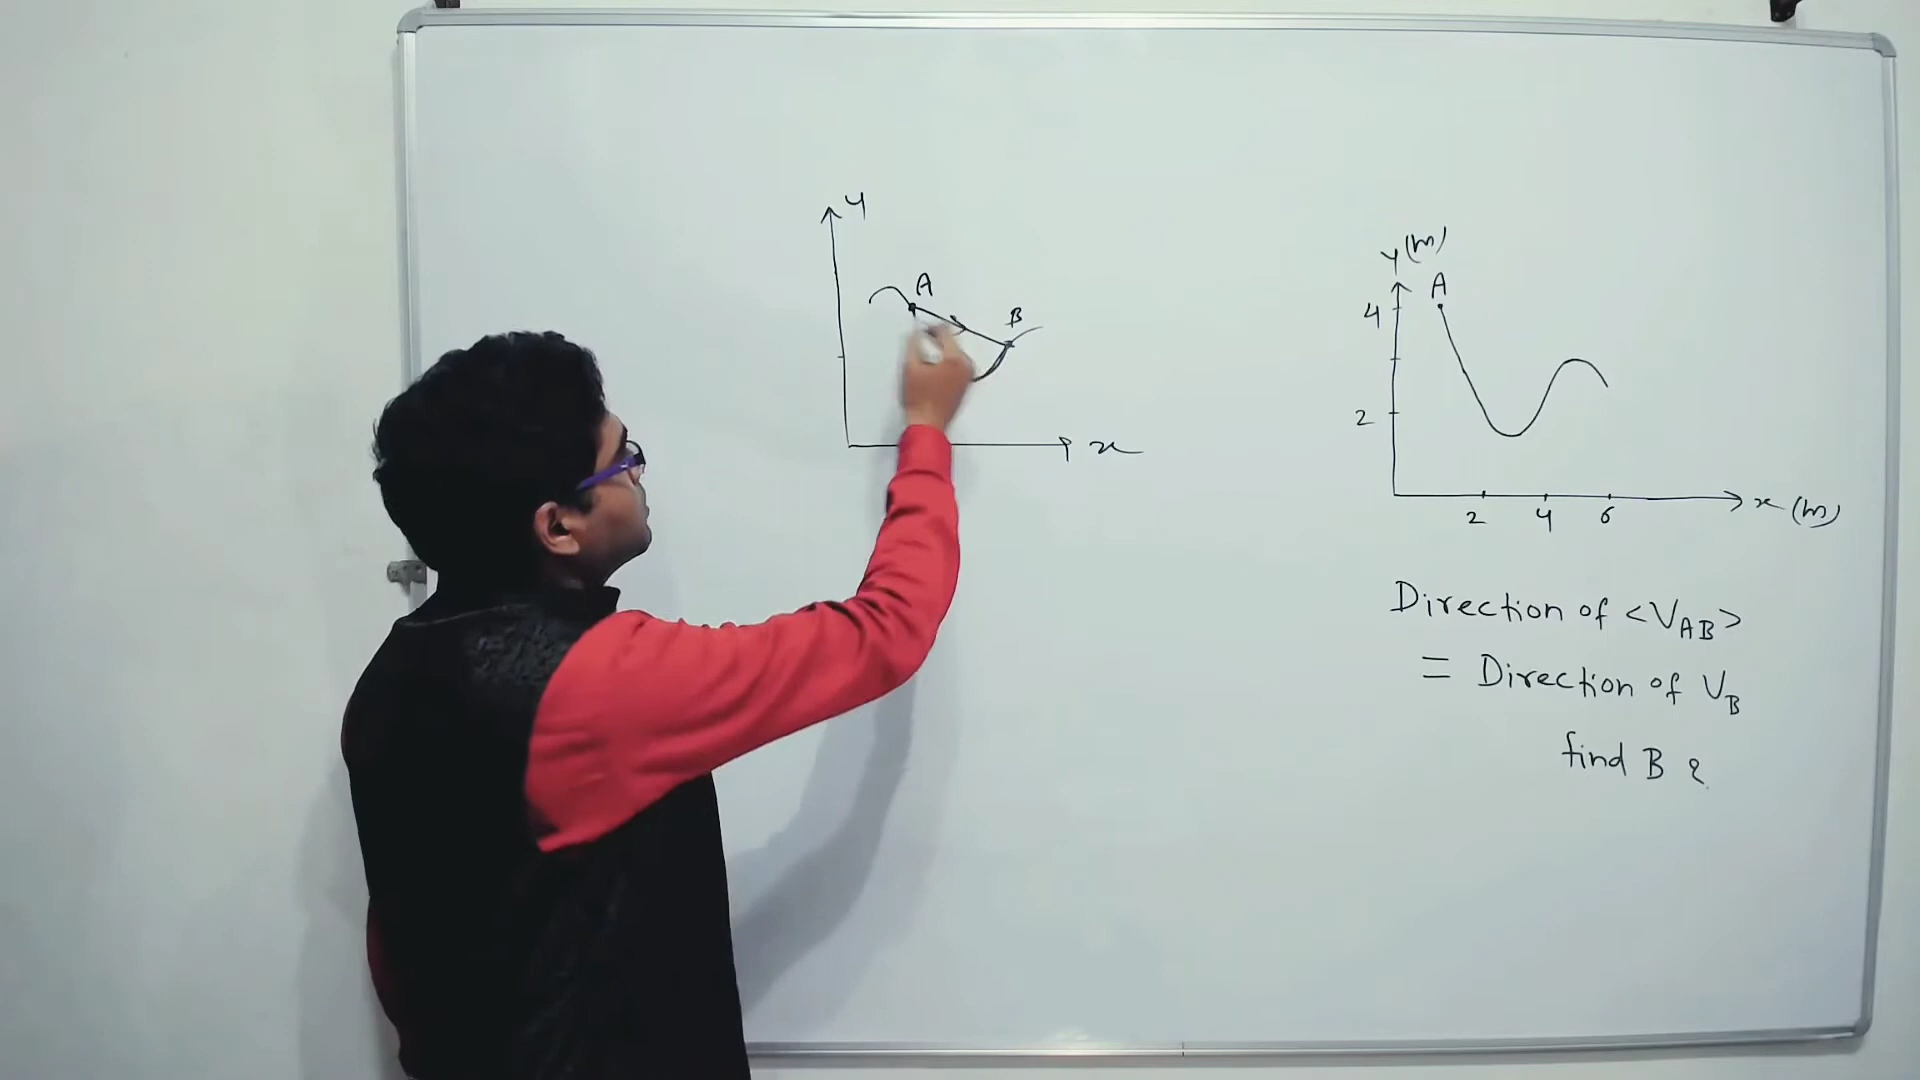 y
A
B
x
y (m)
A
4
2
2 4 6
x (m)
Direction of <V_AB>
= Direction of V_B
find B ?